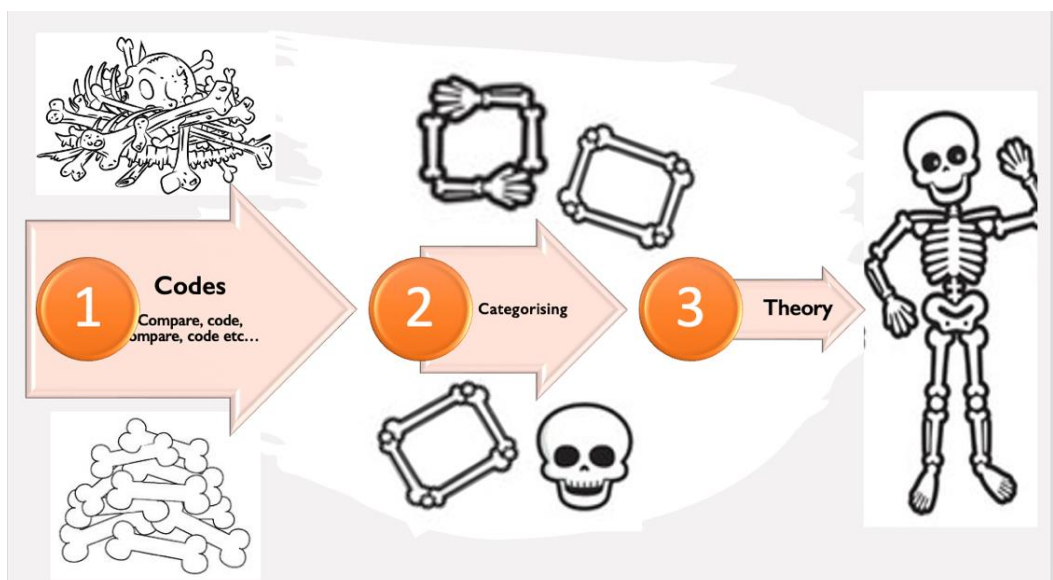 1
Codes
Compare, code,
ompare, code etc...
2
Categorising
3
Theory